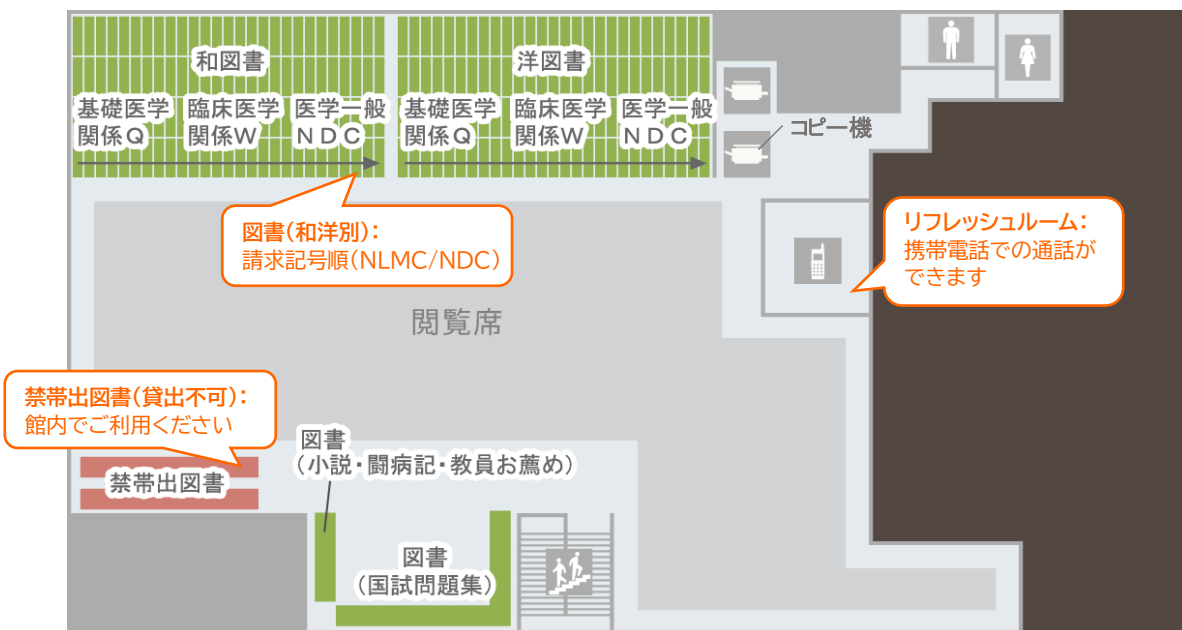 和図書
基礎医学
関係Q
臨床医学
関係W
医学一般
NDC
洋図書
基礎医学
関係Q
臨床医学
関係W
医学一般
NDC
コピー機
図書(和洋別):
請求記号順(NLMC/NDC)
リフレッシュルーム:
携帯電話での通話が
できます
閲覧席
禁帯出図書(貸出不可):
館内でご利用ください
禁帯出図書
図書
(小説・闘病記・教員お薦め)
図書
(国試問題集)